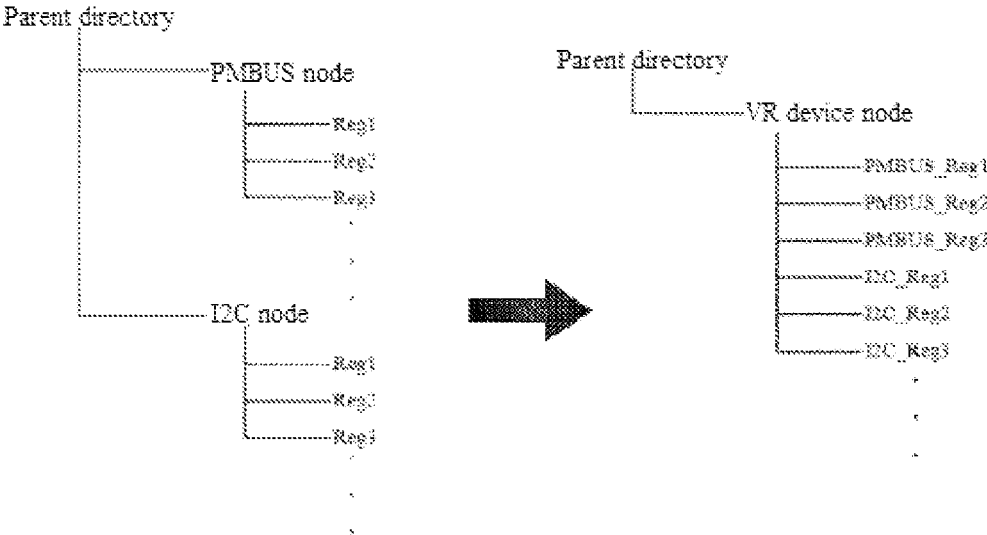 Parent directory
PMBUS node
Reg1
Reg2
Reg3
I2C node
Reg1
Reg2
Reg3
Parent directory
VR device node
PMBUS_Reg1
PMBUS_Reg2
PMBUS_Reg3
I2C_Reg1
I2C_Reg2
I2C_Reg3